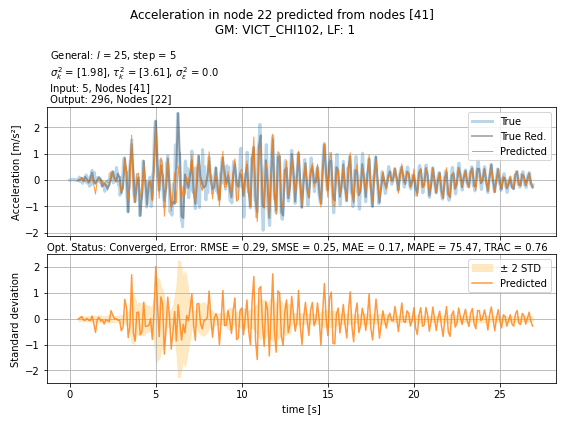 Acceleration in node 22 predicted from nodes [41]
GM: VICT_CHI102, LF: 1
General: l = 25, step = 5
σ²ₖ = [1.98], τ²ₖ = [3.61], σ²ε = 0.0
Input: 5, Nodes [41]
Output: 296, Nodes [22]
Acceleration [m/s²]
2
1
0
−1
−2
True
True Red.
Predicted
Opt. Status: Converged, Error: RMSE = 0.29, SMSE = 0.25, MAE = 0.17, MAPE = 75.47, TRAC = 0.76
Standard deviation
2
1
0
−1
−2
± 2 STD
Predicted
0 5 10 15 20 25
time [s]